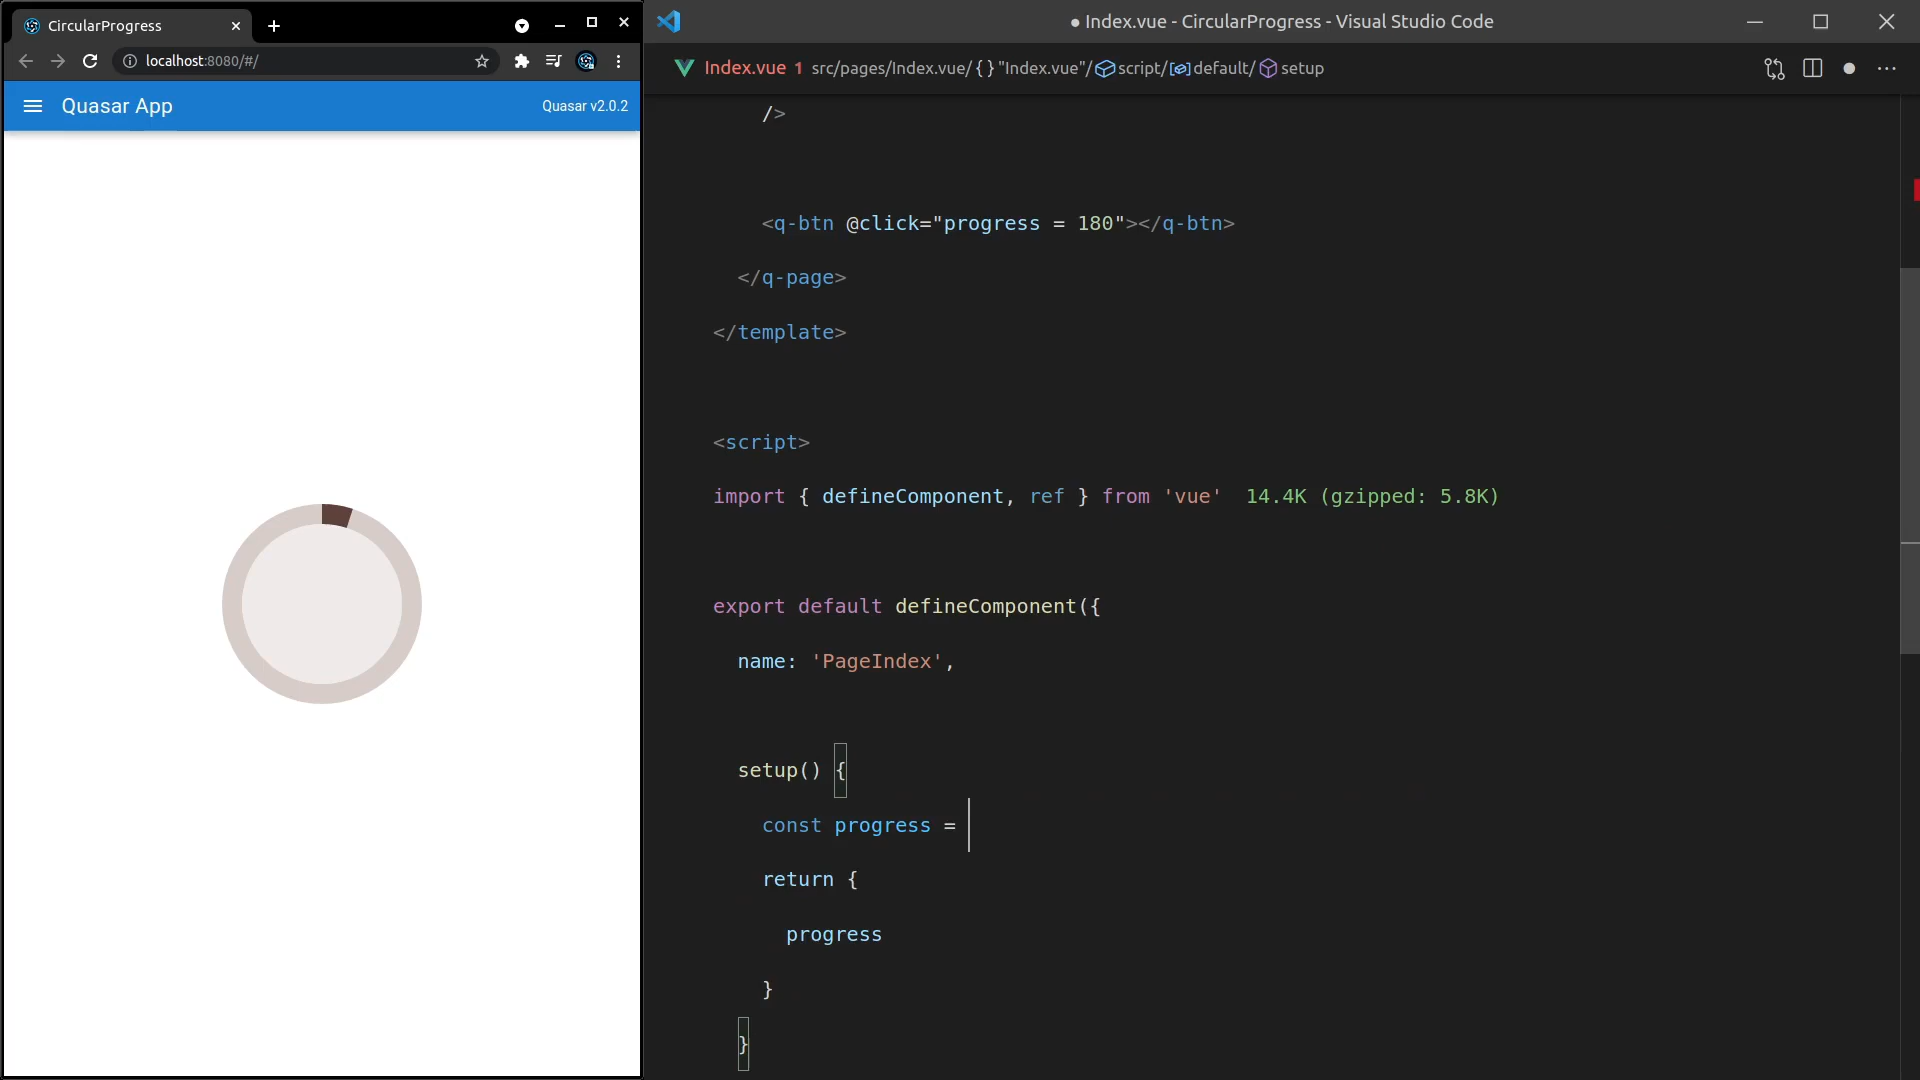 CircularProgress
localhost:8080/#/
Quasar App
Quasar v2.0.2
● Index.vue - CircularProgress - Visual Studio Code
Index.vue 1 src/pages/Index.vue/{}"Index.vue"/script/default/setup
/>
<q-btn @click="progress = 180"></q-btn>
</q-page>
</template>
<script>
import { defineComponent, ref } from 'vue' 14.4K (gzipped: 5.8K)
export default defineComponent({
name: 'PageIndex',
setup() {
const progress =
return {
progress
}
}